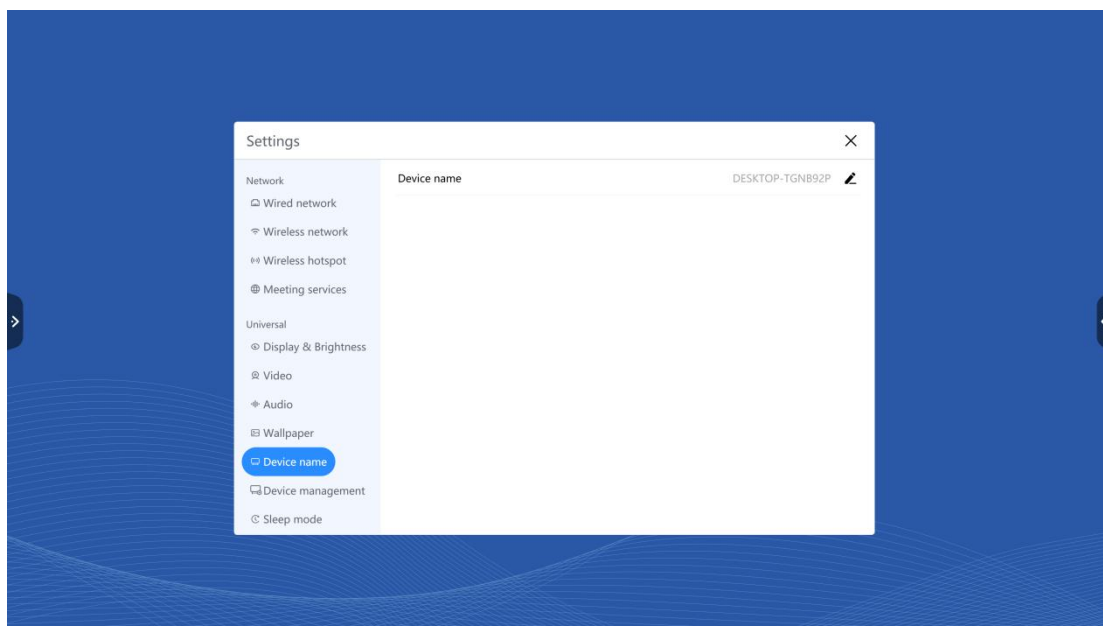 Settings
Network
Wired network
Wireless network
Wireless hotspot
Meeting services
Universal
Display & Brightness
Video
Audio
Wallpaper
Device name
Device management
Sleep mode
Device name DESKTOP-TGNB92P